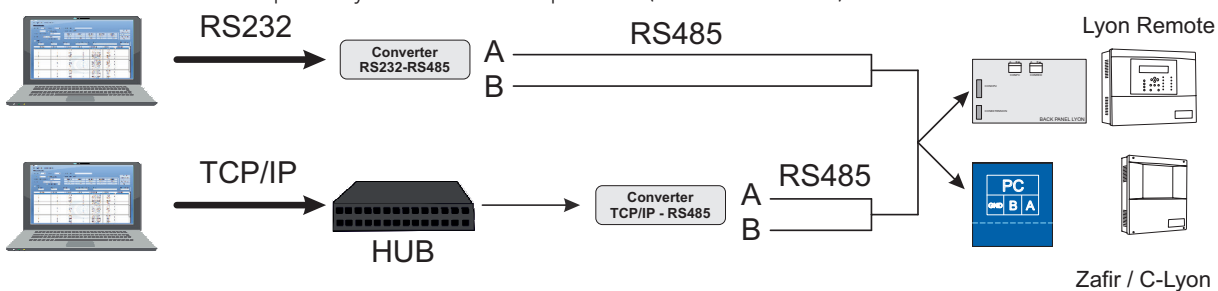 RS232
Converter
RS232-RS485
A
B
RS485
Lyon Remote
BACK PANEL LYON
TCP/IP
HUB
Converter
TCP/IP - RS485
A
B
RS485
PC
GND B A
Zafir / C-Lyon